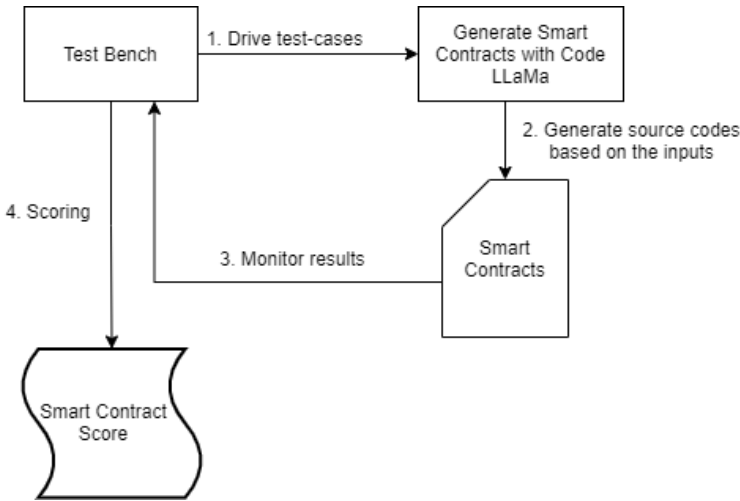 Test Bench
1. Drive test-cases
Generate Smart
Contracts with Code
LLaMa
2. Generate source codes
based on the inputs
Smart
Contracts
3. Monitor results
4. Scoring
Smart Contract
Score